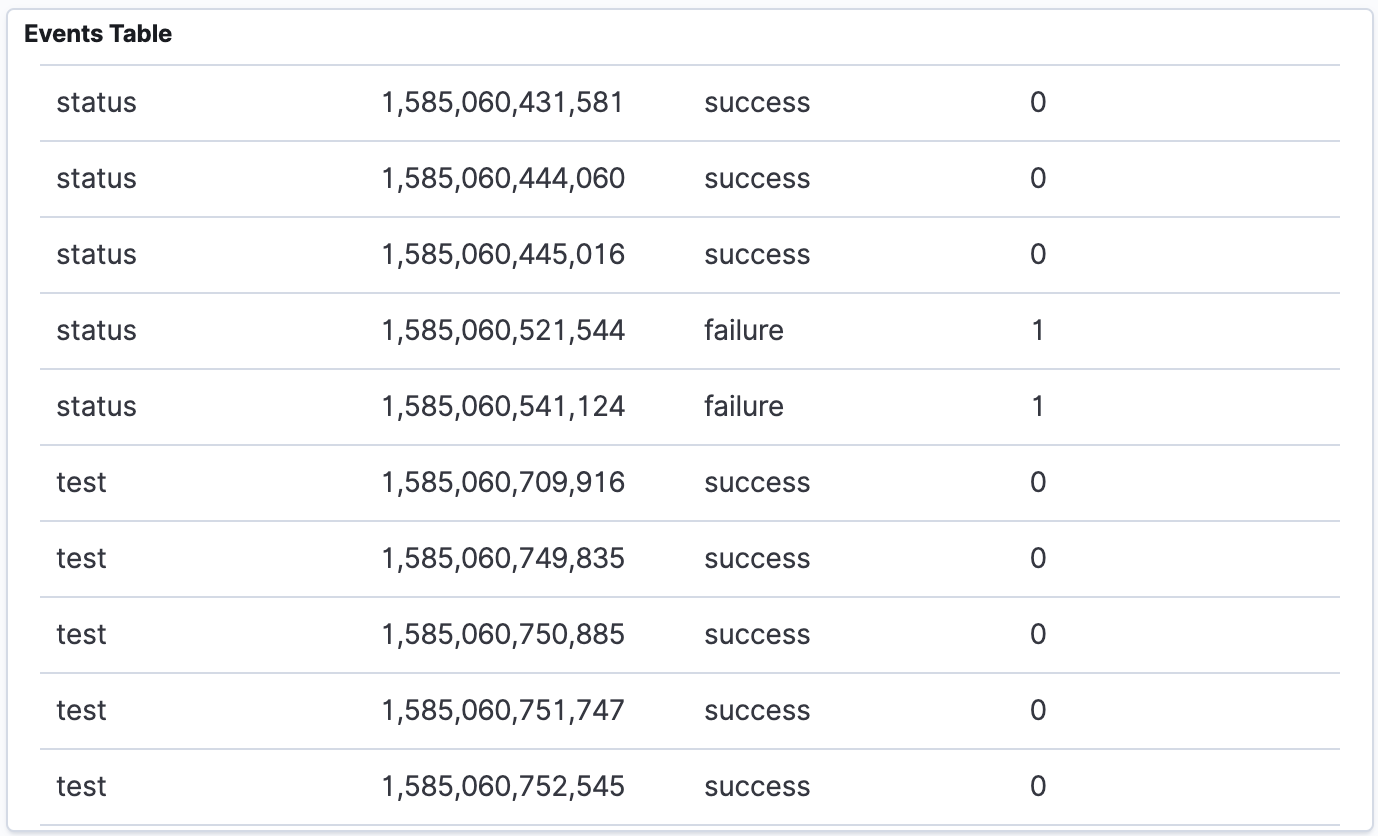 Events Table
status 1,585,060,431,581 success 0
status 1,585,060,444,060 success 0
status 1,585,060,445,016 success 0
status 1,585,060,521,544 failure 1
status 1,585,060,541,124 failure 1
test 1,585,060,709,916 success 0
test 1,585,060,749,835 success 0
test 1,585,060,750,885 success 0
test 1,585,060,751,747 success 0
test 1,585,060,752,545 success 0